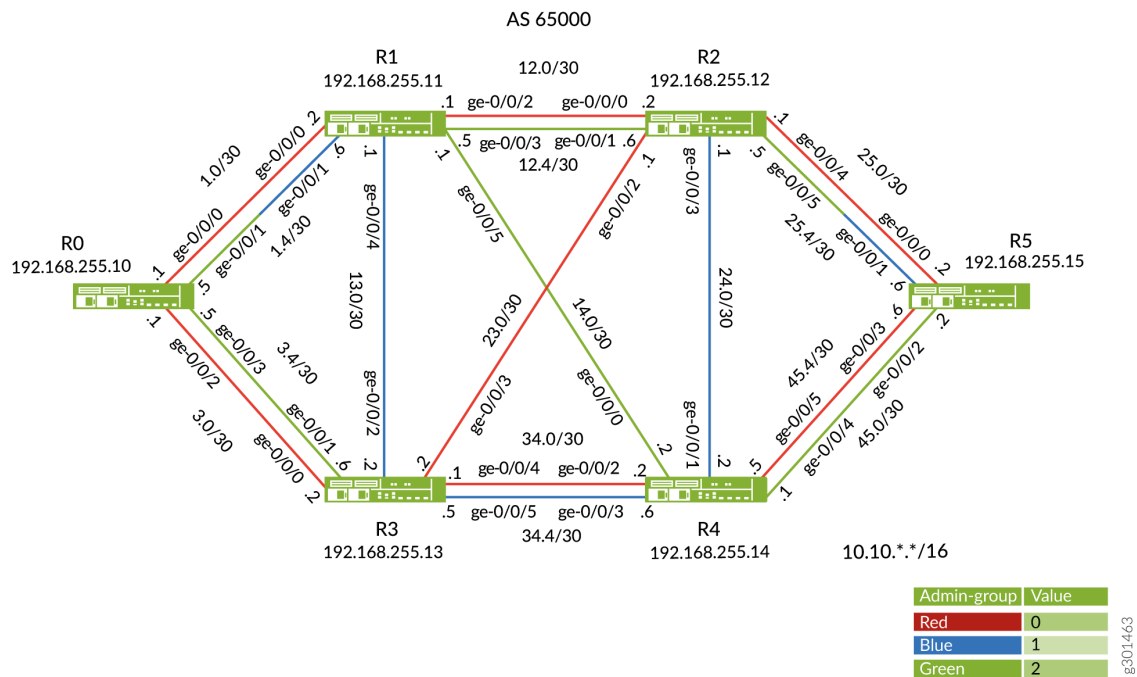 AS 65000
R1
192.168.255.11
R2
192.168.255.12
12.0/30
.1 ge-0/0/2 ge-0/0/0 .2
.5 ge-0/0/3 ge-0/0/1 .6
12.4/30
.2
ge-0/0/0
1.0/30
ge-0/0/0
.1
.6
ge-0/0/1
1.4/30
ge-0/0/1
.5
.1
ge-0/0/4
13.0/30
ge-0/0/2
.2
.1
ge-0/0/5
14.0/30
ge-0/0/0
.2
.1
ge-0/0/2
23.0/30
ge-0/0/3
.2
.1
ge-0/0/3
24.0/30
ge-0/0/1
.2
.1
ge-0/0/4
25.0/30
ge-0/0/0
.2
.5
ge-0/0/5
25.4/30
ge-0/0/1
.6
R0
192.168.255.10
R5
192.168.255.15
.5
ge-0/0/3
3.4/30
ge-0/0/1
.6
.1
ge-0/0/2
3.0/30
ge-0/0/0
.2
.6
ge-0/0/3
45.4/30
ge-0/0/5
.5
.2
ge-0/0/2
45.0/30
ge-0/0/4
.1
34.0/30
.1 ge-0/0/4 ge-0/0/2 .2
.5 ge-0/0/5 ge-0/0/3 .6
34.4/30
R3
192.168.255.13
R4
192.168.255.14
10.10.*.*/16
Admin-group Value
Red 0
Blue 1
Green 2
g301463